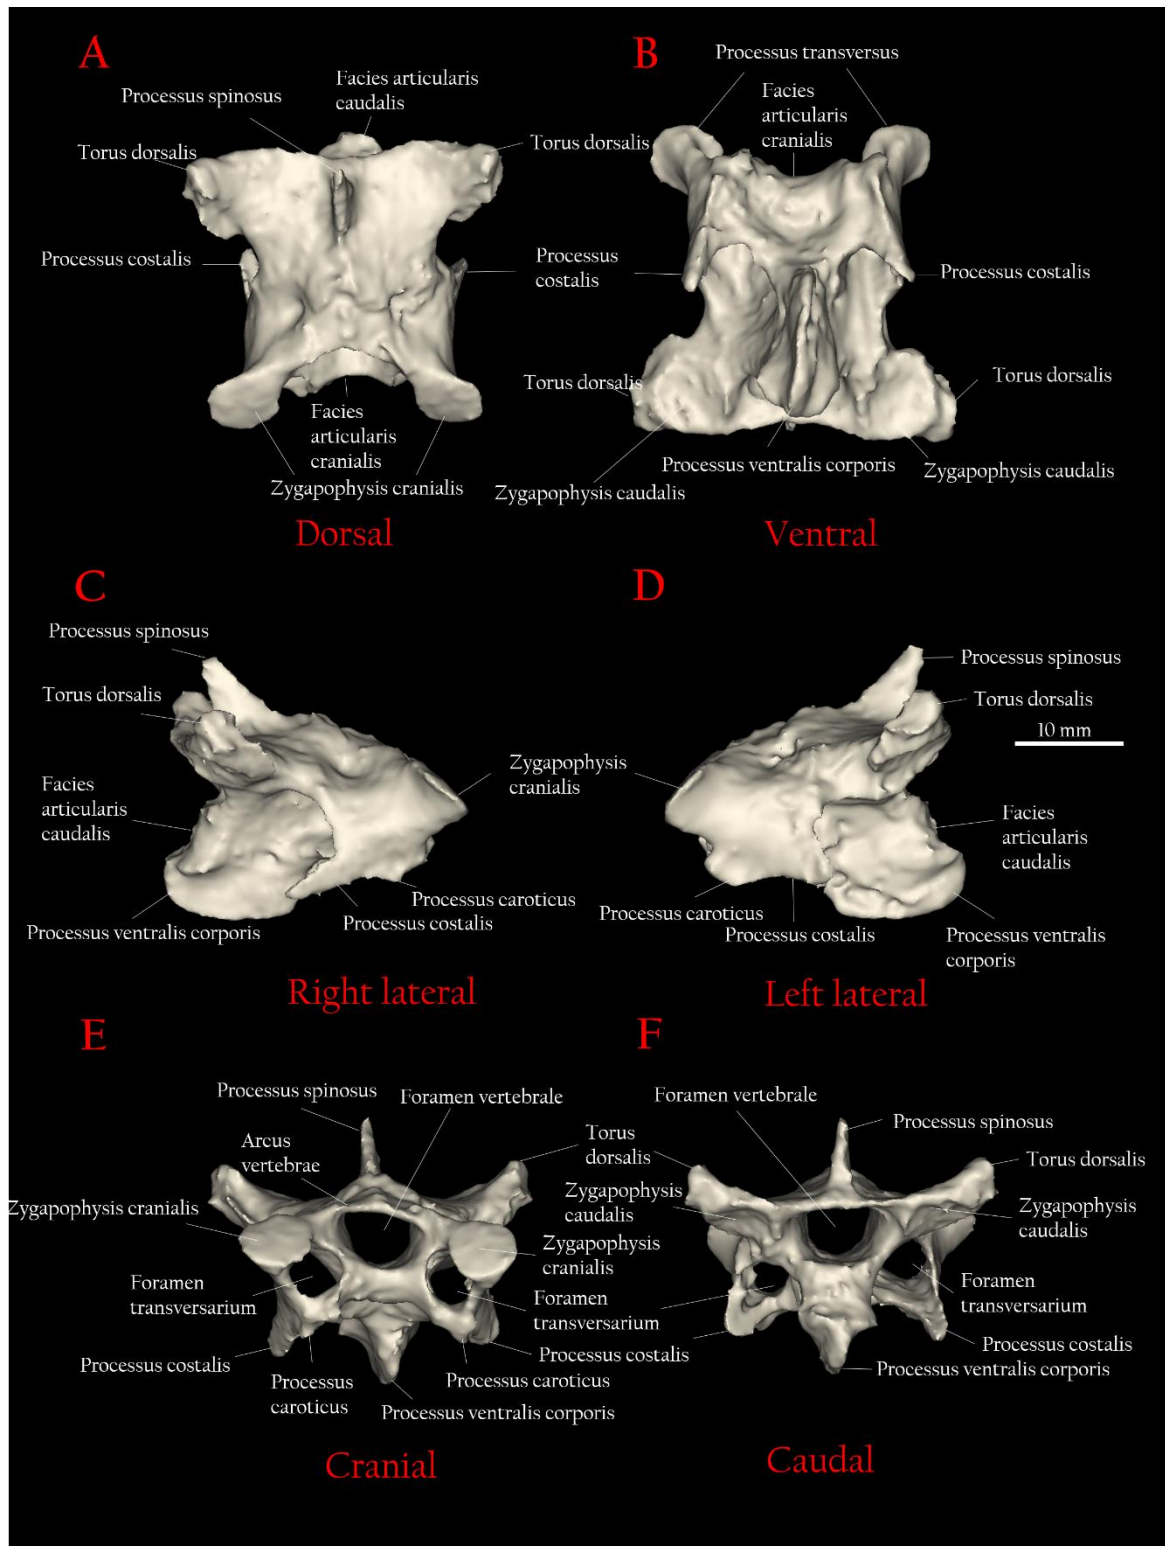 A
Facies articularis
caudalis
Processus spinosus
Torus dorsalis
Torus dorsalis
Processus costalis
Processus
costalis
Facies
articularis
cranialis
Zygapophysis cranialis
Dorsal
B
Processus transversus
Facies
articularis
cranialis
Processus costalis
Torus dorsalis
Torus dorsalis
Processus ventralis corporis
Zygapophysis caudalis
Zygapophysis caudalis
Ventral
C
Processus spinosus
Torus dorsalis
Facies
articularis
caudalis
Zygapophysis
cranialis
Processus caroticus
Processus costalis
Processus ventralis corporis
Right lateral
D
Processus spinosus
Torus dorsalis
10 mm
Facies
articularis
caudalis
Processus caroticus
Processus costalis
Processus ventralis
corporis
Left lateral
E
Processus spinosus
Foramen vertebrale
Arcus
vertebrae
Torus
dorsalis
Zygapophysis cranialis
Zygapophysis
caudalis
Zygapophysis
cranialis
Foramen
transversarium
Foramen
transversarium
Processus costalis
Processus costalis
Processus
caroticus
Processus caroticus
Processus ventralis corporis
Cranial
F
Foramen vertebrale
Processus spinosus
Torus dorsalis
Zygapophysis
caudalis
Foramen
transversarium
Processus costalis
Processus ventralis corporis
Caudal